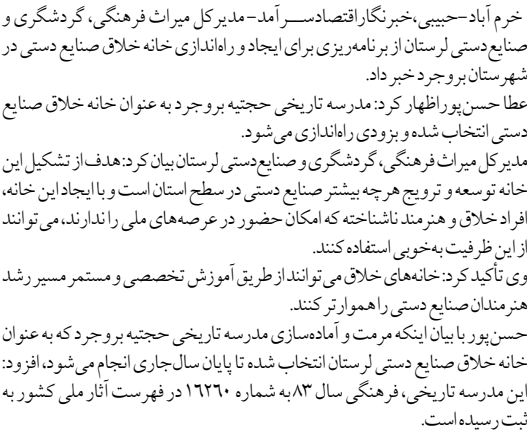 خرم آباد-حبیبی،خبرنگاراقتصادســرآمد-مدیرکل میراث فرهنگی، گردشگری و
صنایع‌دستی لرستان از برنامه‌ریزی برای ایجاد و راه‌اندازی خانه خلاق صنایع دستی در
شهرستان بروجرد خبر داد.
عطا حسن‌پور اظهار کرد: مدرسه تاریخی حجتیه بروجرد به عنوان خانه خلاق صنایع
دستی انتخاب شده و بزودی راه‌اندازی می‌شود.
مدیرکل میراث فرهنگی، گردشگری و صنایع‌دستی لرستان بیان کرد: هدف از تشکیل این
خانه توسعه و ترویج هرچه بیشتر صنایع دستی در سطح استان است و با ایجاد این خانه،
افراد خلاق و هنرمند ناشناخته که امکان حضور در عرصه‌های ملی را ندارند، می‌توانند
از این ظرفیت به‌خوبی استفاده کنند.
وی تأکید کرد: خانه‌های خلاق می‌توانند از طریق آموزش تخصصی و مستمر مسیر رشد
هنرمندان صنایع دستی را هموارتر کنند.
حسن‌پور با بیان اینکه مرمت و آماده‌سازی مدرسه تاریخی حجتیه بروجرد که به عنوان
خانه خلاق صنایع دستی لرستان انتخاب شده تا پایان سال‌جاری انجام می‌شود، افزود:
این مدرسه تاریخی، فرهنگی سال ۸۳ به شماره ۱۶۲۶۰ در فهرست آثار ملی کشور به
ثبت رسیده است.